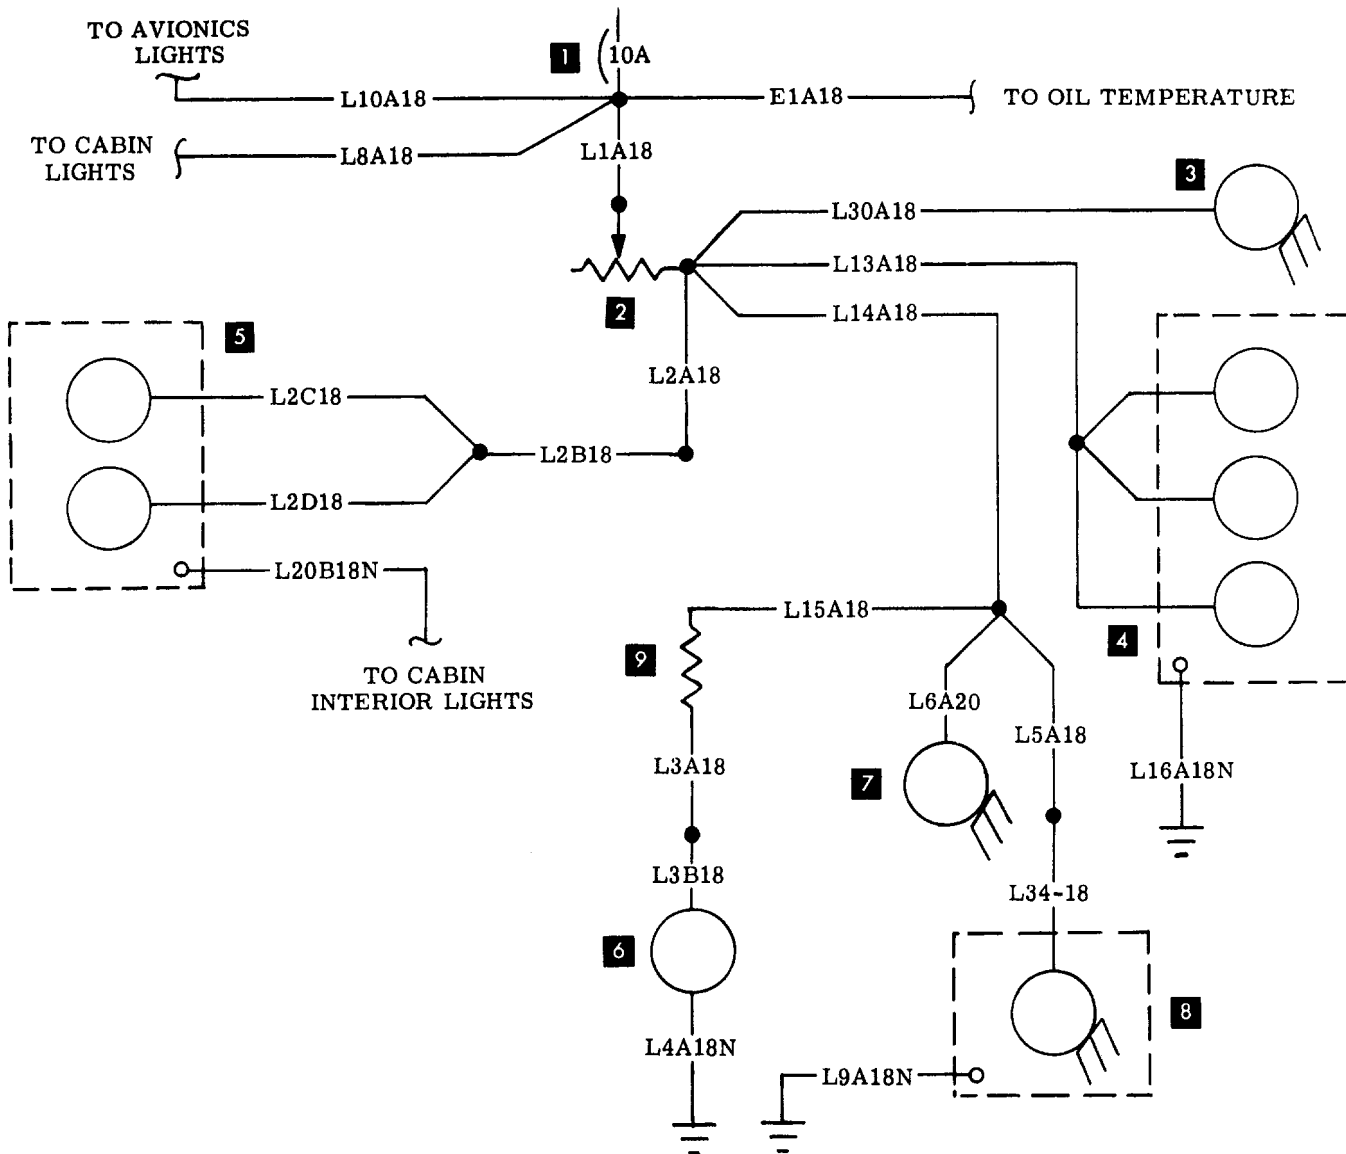 TO AVIONICS
LIGHTS
1
10A
L10A18
E1A18
TO OIL TEMPERATURE
TO CABIN
LIGHTS
L8A18
L1A18
3
L30A18
L13A18
2
L14A18
5
L2A18
L2C18
L2B18
L2D18
L20B18N
L15A18
4
9
TO CABIN
INTERIOR LIGHTS
L6A20
L5A18
L3A18
7
L16A18N
L3B18
L34-18
6
8
L4A18N
L9A18N